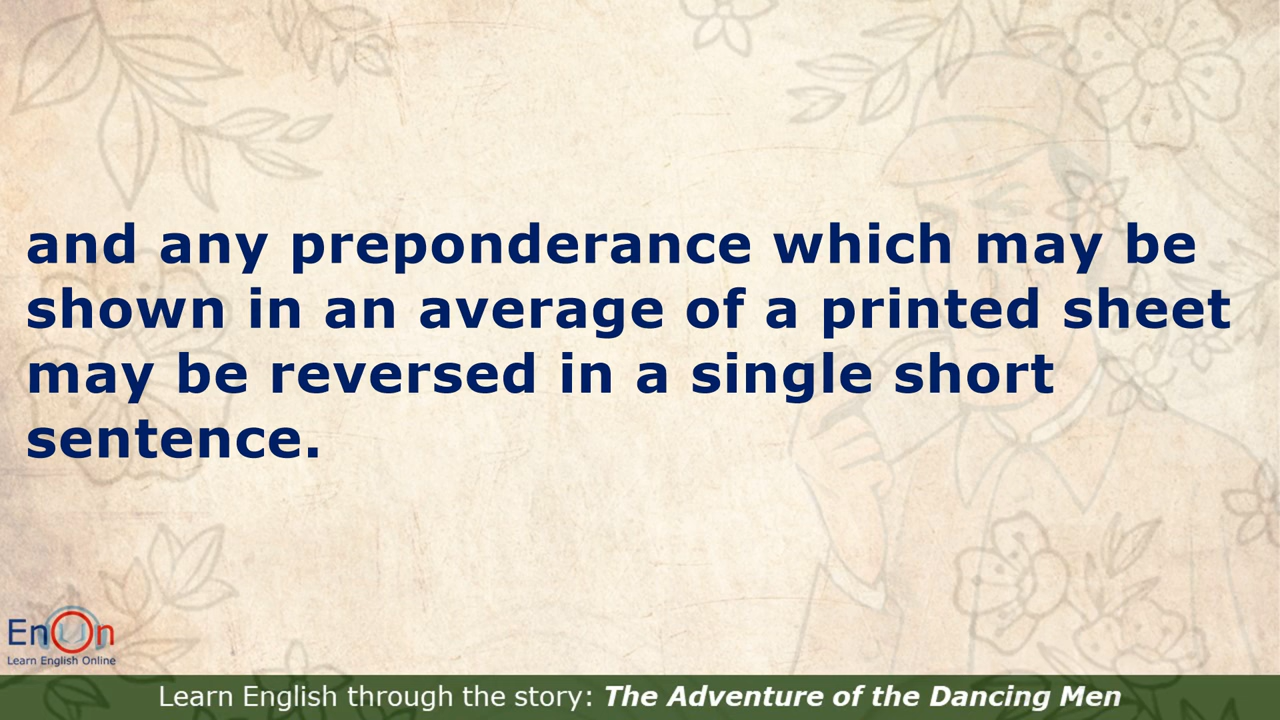 and any preponderance which may be
shown in an average of a printed sheet
may be reversed in a single short
sentence.
EnOn
Learn English Online
Learn English through the story: The Adventure of the Dancing Men